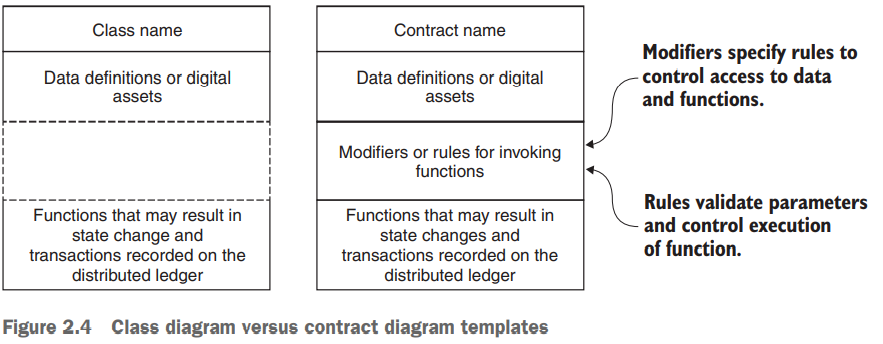 Class name
Data definitions or digital
assets
Functions that may result in
state change and
transactions recorded on the
distributed ledger
Contract name
Data definitions or digital
assets
Modifiers or rules for invoking
functions
Functions that may result in
state changes and
transactions recorded on the
distributed ledger
Modifiers specify rules to
control access to data
and functions.
Rules validate parameters
and control execution
of function.
Figure 2.4 Class diagram versus contract diagram templates